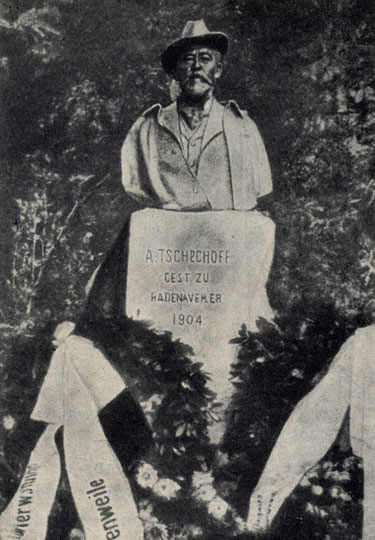 A.TSCHECHOFF
GEST ZU
BADENWEILER
1904.
enweile